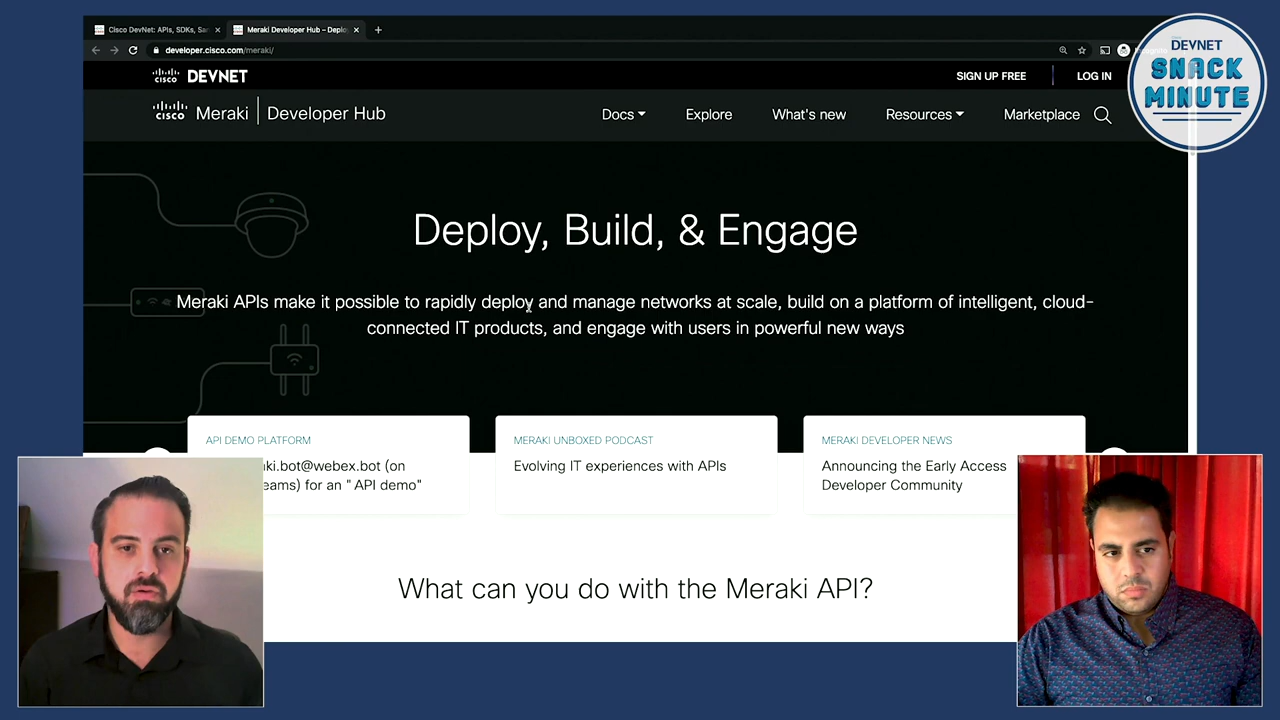 Cisco DevNet: APIs, SDKs, San
Meraki Developer Hub – Deplo
developer.cisco.com/meraki/
DEVNET
SNACK
MINUTE
cisco DEVNET
SIGN UP FREE
LOG IN
cisco Meraki Developer Hub
Docs
Explore
What's new
Resources
Marketplace
Deploy, Build, & Engage
Meraki APIs make it possible to rapidly deploy and manage networks at scale, build on a platform of intelligent, cloud-
connected IT products, and engage with users in powerful new ways
API DEMO PLATFORM
ki.bot@webex.bot (on
eams) for an "API demo"
MERAKI UNBOXED PODCAST
Evolving IT experiences with APIs
MERAKI DEVELOPER NEWS
Announcing the Early Access
Developer Community
What can you do with the Meraki API?